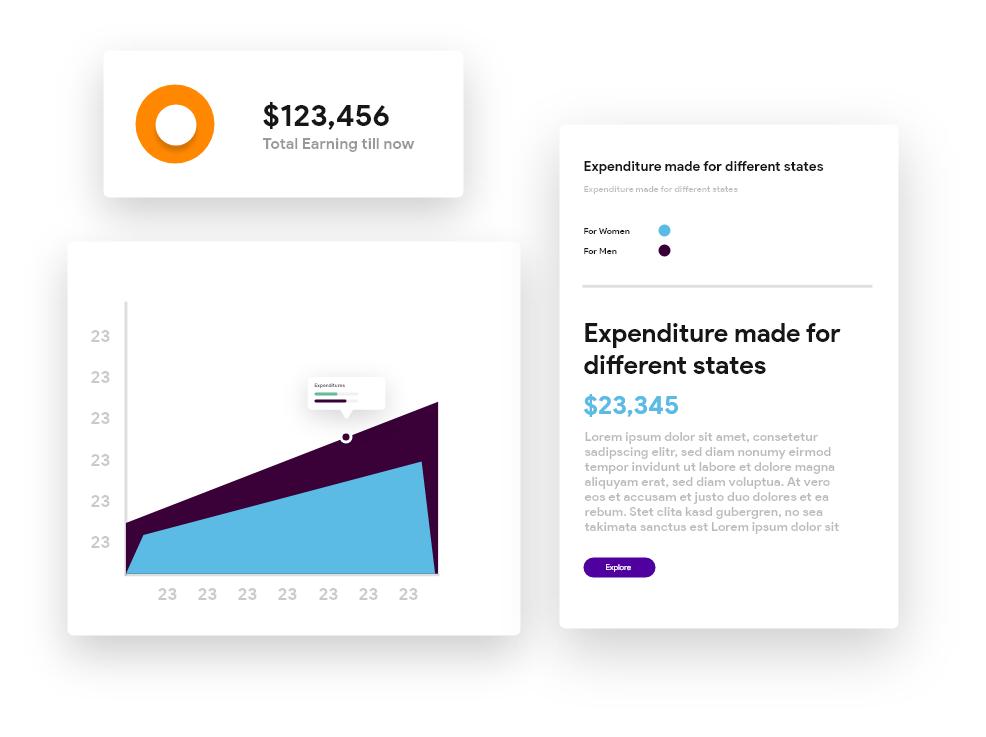 $123,456
Total Earning till now
23
23
23
23
23
23
23 23 23 23 23 23 23
Expenditures
Expenditure made for different states
Expenditure made for different states
For Women
For Men
Expenditure made for
different states
$23,345
Lorem ipsum dolor sit amet, consetetur
sadipscing elitr, sed diam nonumy eirmod
tempor invidunt ut labore et dolore magna
aliquyam erat, sed diam voluptua. At vero
eos et accusam et justo duo dolores et ea
rebum. Stet clita kasd gubergren, no sea
takimata sanctus est Lorem ipsum dolor sit
Explore